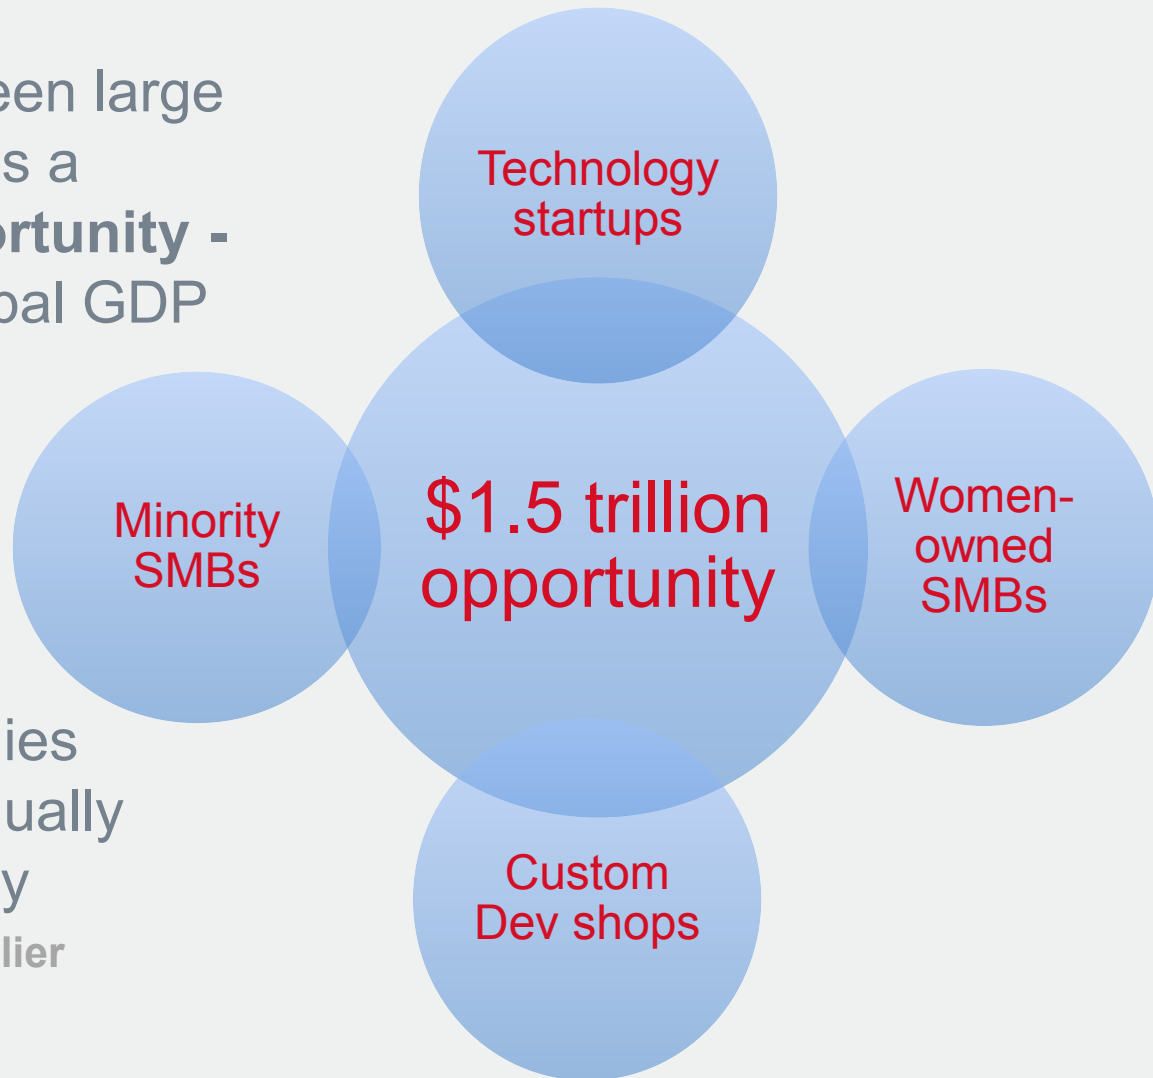 een large
s a
ortunity -
bal GDP
Technology
startups
Minority
SMBs
$1.5 trillion
opportunity
Women-
owned
SMBs
ies
ually
y
lier
Custom
Dev shops